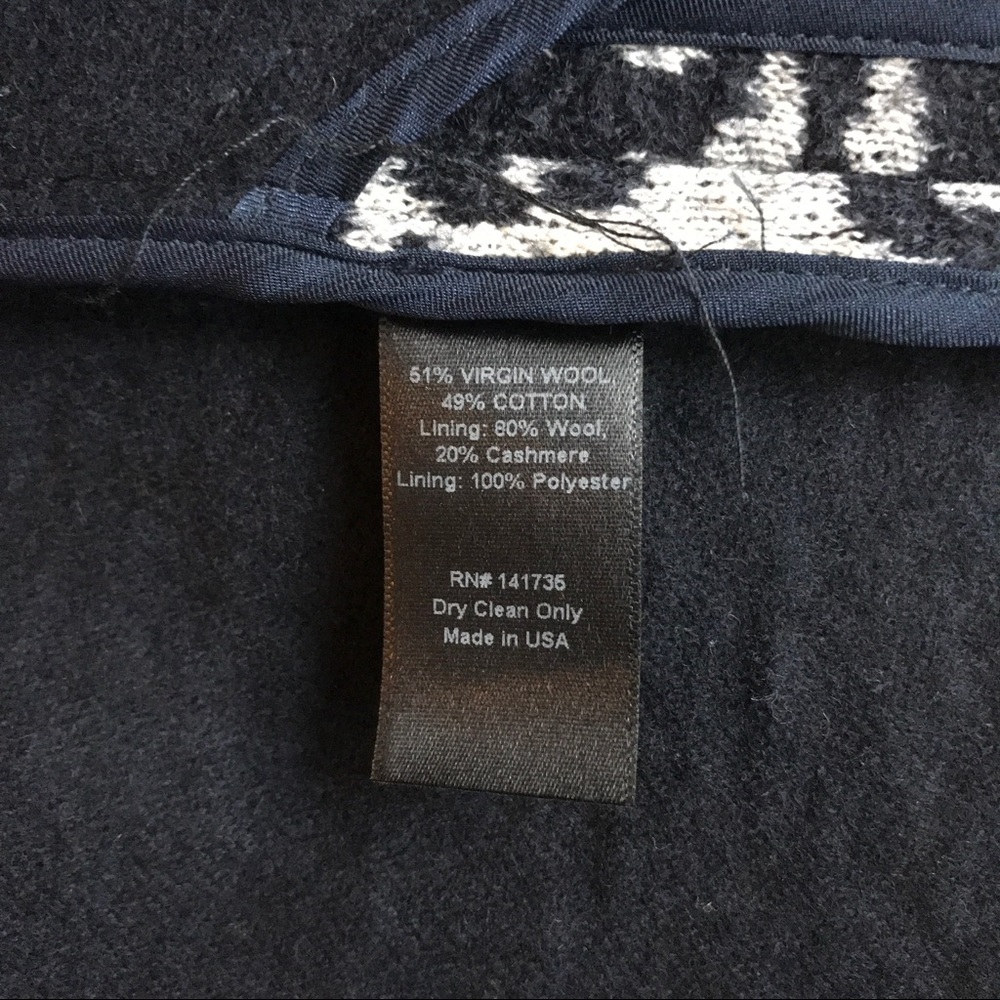 51% VIRGIN WOOL,
49% COTTON
Lining: 80% Wool,
20% Cashmere
Lining: 100% Polyester
RN# 141735
Dry Clean Only
Made in USA